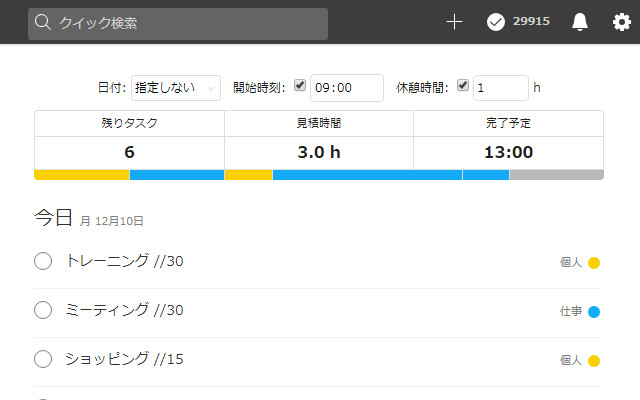 クイック検索
29915
日付: 指定しない 開始時刻: 09:00 休憩時間: 1 h
残りタスク 見積時間 完了予定
6 3.0 h 13:00
今日 月 12月10日
トレーニング //30 個人
ミーティング //30 仕事
ショッピング //15 個人